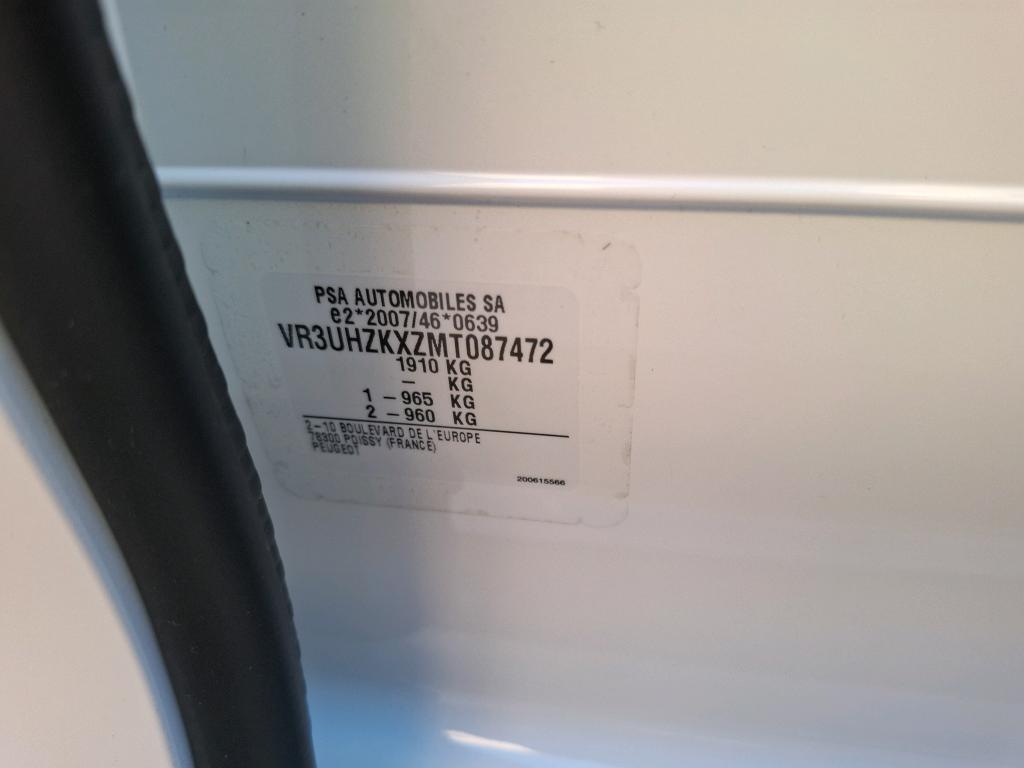 PSA AUTOMOBILES SA
e2*2007/46*0639
VR3UHZKXZMT087472
1910 KG
– KG
1 – 965 KG
2 – 960 KG
2–10 BOULEVARD DE L'EUROPE
78300 POISSY (FRANCE)
PEUGEOT
200615566